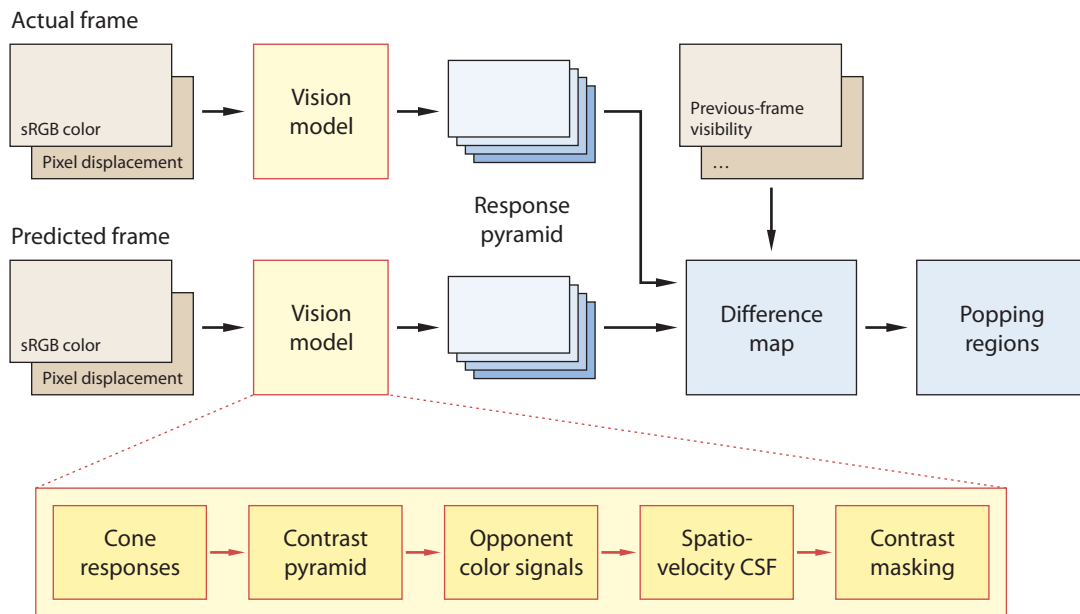 Actual frame
sRGB color
Pixel displacement
Vision
model
Previous-frame
visibility
...
Response
pyramid
Predicted frame
sRGB color
Pixel displacement
Vision
model
Difference
map
Popping
regions
Cone
responses
Contrast
pyramid
Opponent
color signals
Spatio-
velocity CSF
Contrast
masking